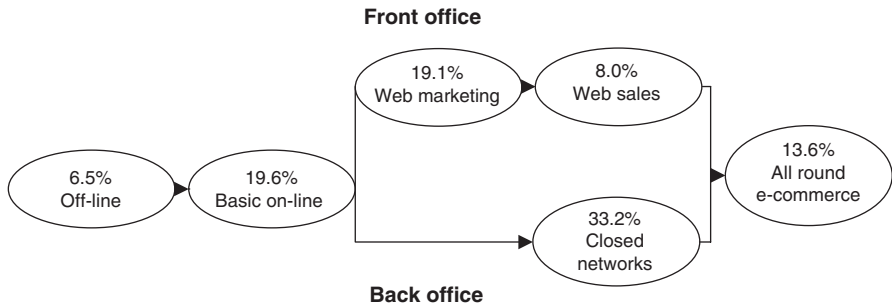 Front office
19.1%
Web marketing
8.0%
Web sales
6.5%
Off-line
19.6%
Basic on-line
13.6%
All round
e-commerce
33.2%
Closed
networks
Back office